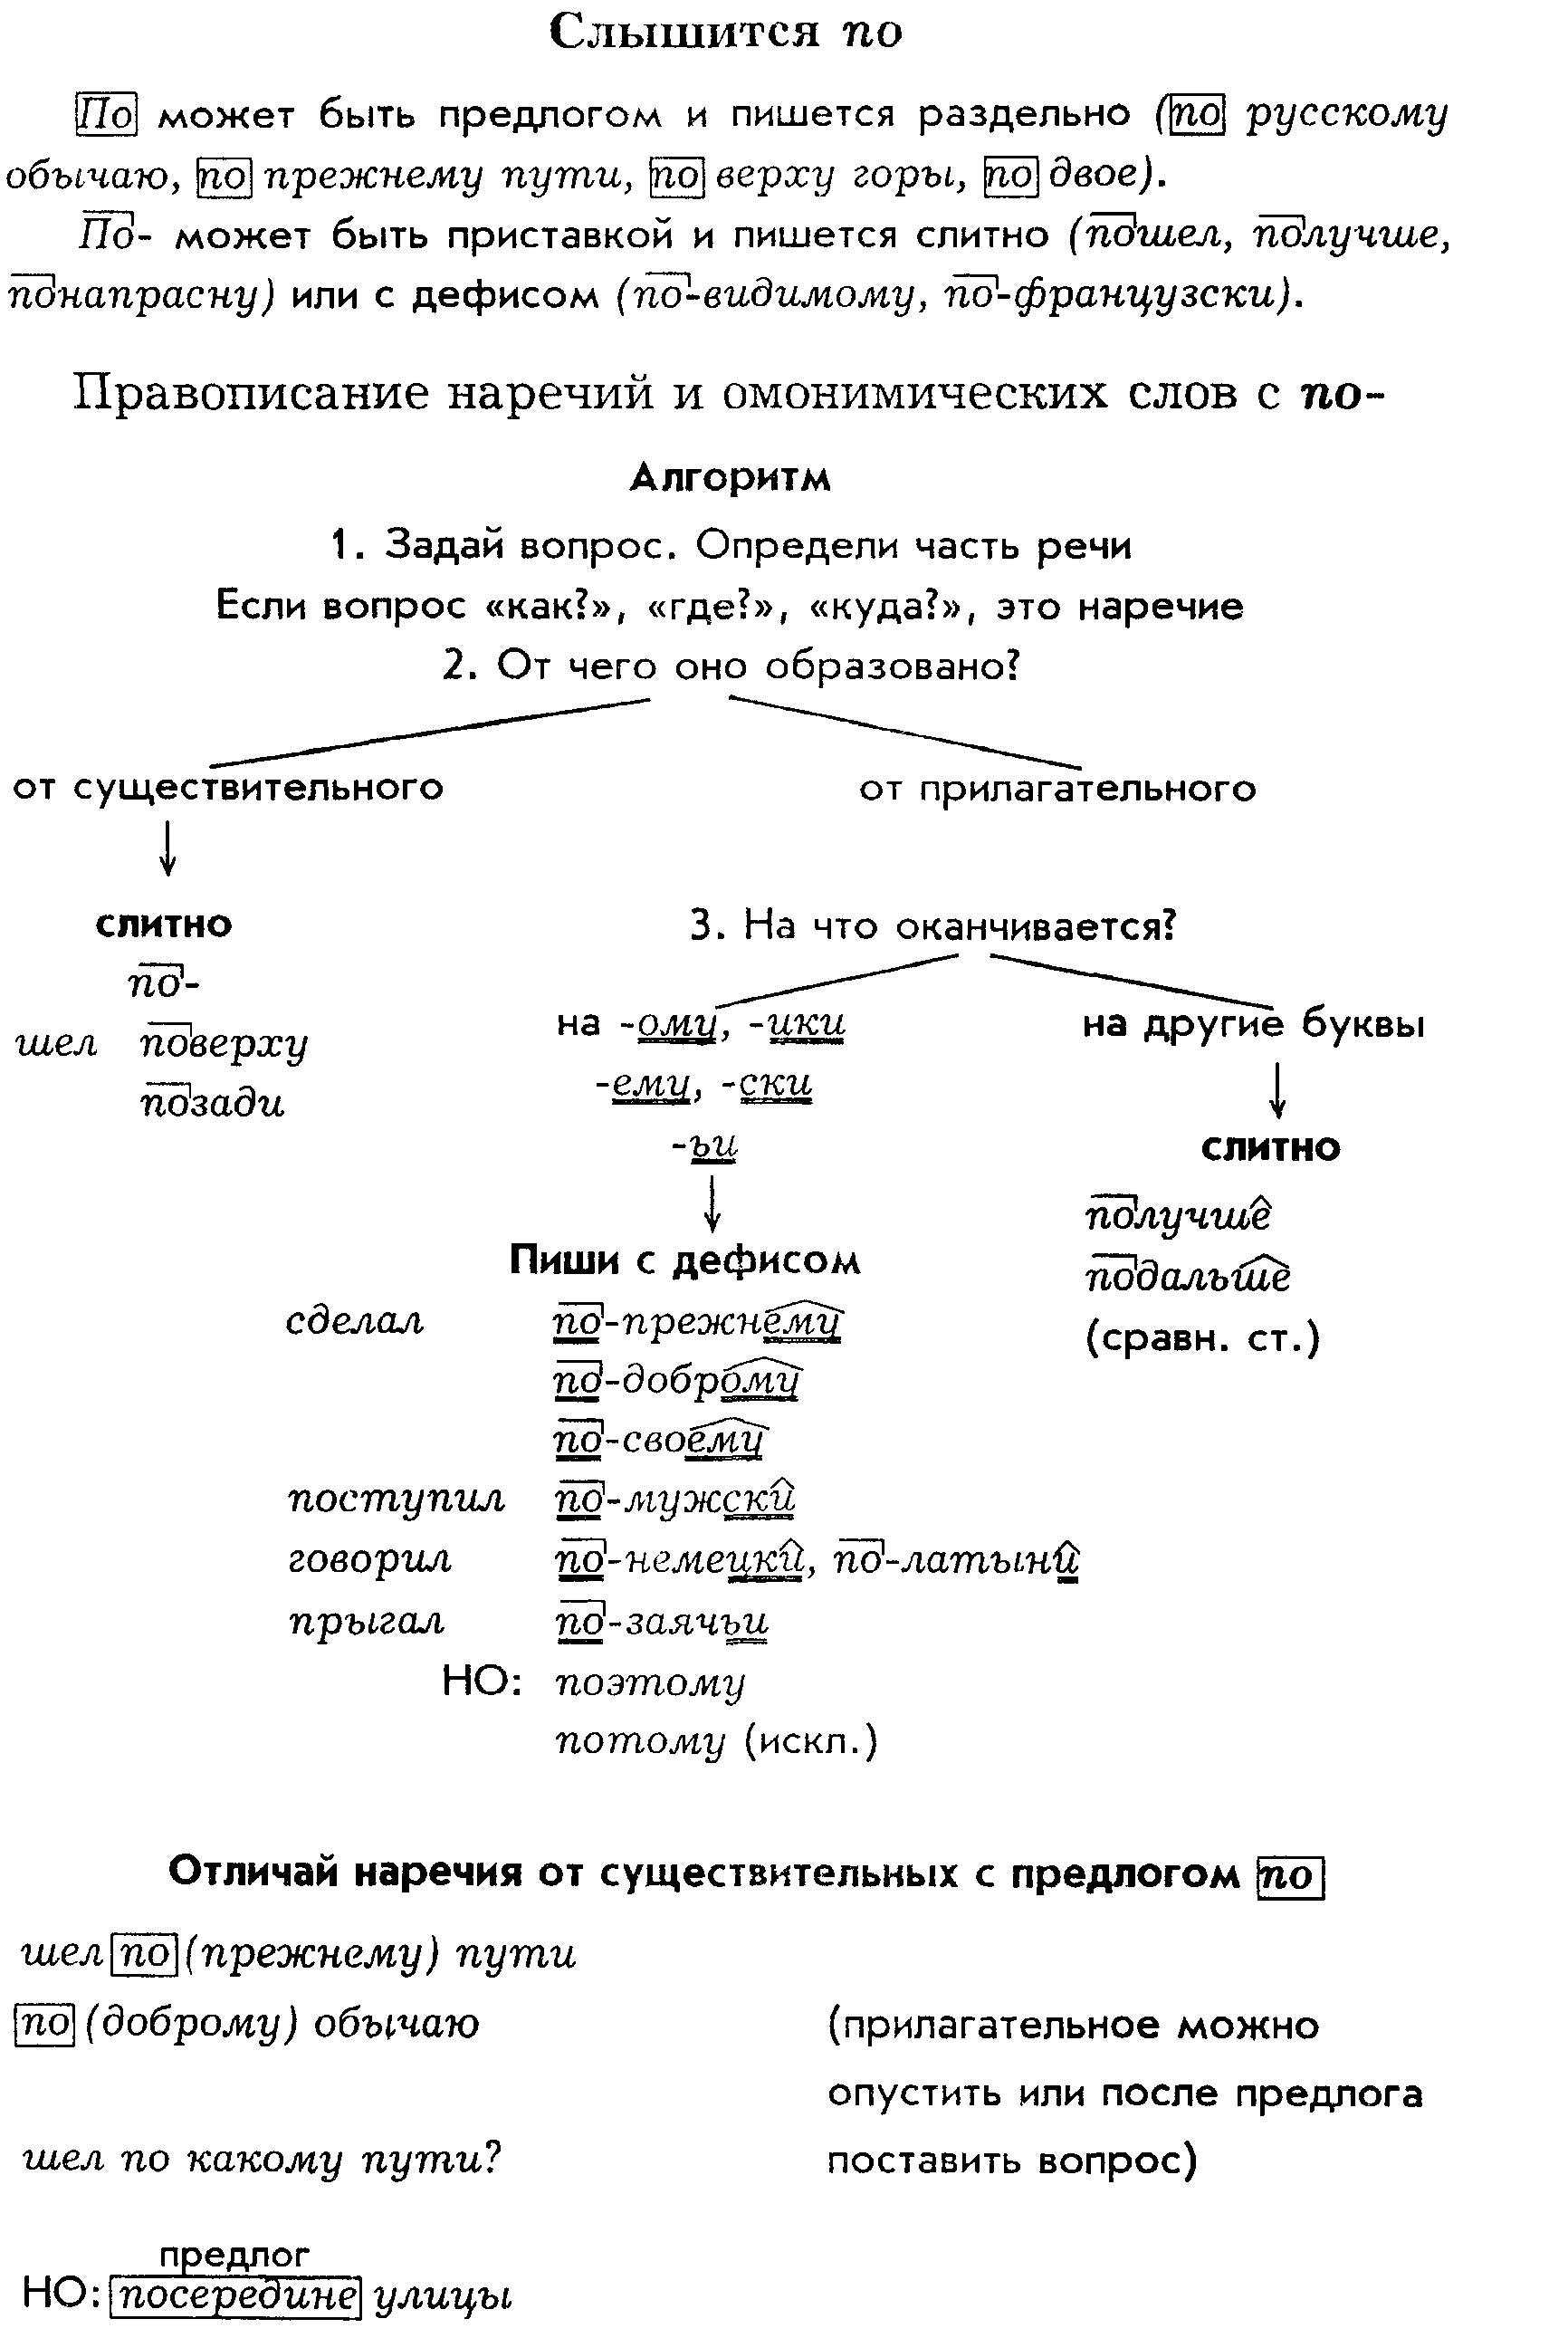 Слышится по
По может быть предлогом и пишется раздельно (по русскому
обычаю, по прежнему пути, по верху горы, по двое).
По- может быть приставкой и пишется слитно (пошел, получше,
понапрасну) или с дефисом (по-видимому, по-французски).
Правописание наречий и омонимических слов с по-
Алгоритм
1. Задай вопрос. Определи часть речи
Если вопрос «как?», «где?», «куда?», это наречие
2. От чего оно образовано?
от существительного от прилагательного
слитно 3. На что оканчивается?
по-
шел поверху на -ому, -ики на другие буквы
позади -ему, -ски
-ьи слитно
получше
Пиши с дефисом подальше
сделал по-прежнему (сравн. ст.)
по-доброму
по-своему
поступил по-мужски
говорил по-немецки, по-латыни
прыгал по-заячьи
НО: поэтому
потому (искл.)
Отличай наречия от существительных с предлогом по
шел по (прежнему) пути
по (доброму) обычаю (прилагательное можно
опустить или после предлога
шел по какому пути? поставить вопрос)
предлог
НО: посередине улицы